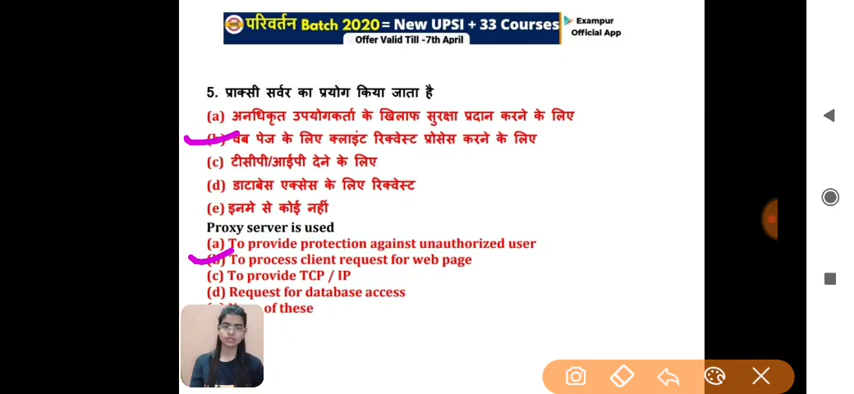 परिवर्तन Batch 2020 = New UPSI + 33 Courses
Offer Valid Till -7th April
Exampur
Official App
5. प्राक्सी सर्वर का प्रयोग किया जाता है
(a) अनधिकृत उपयोगकर्ता के खिलाफ सुरक्षा प्रदान करने के लिए
(b) वेब पेज के लिए क्लाइंट रिक्वेस्ट प्रोसेस करने के लिए
(c) टीसीपी/आईपी देने के लिए
(d) डाटाबेस एक्सेस के लिए रिक्वेस्ट
(e) इनमे से कोई नहीं
Proxy server is used
(a) To provide protection against unauthorized user
(b) To process client request for web page
(c) To provide TCP / IP
(d) Request for database access
of these